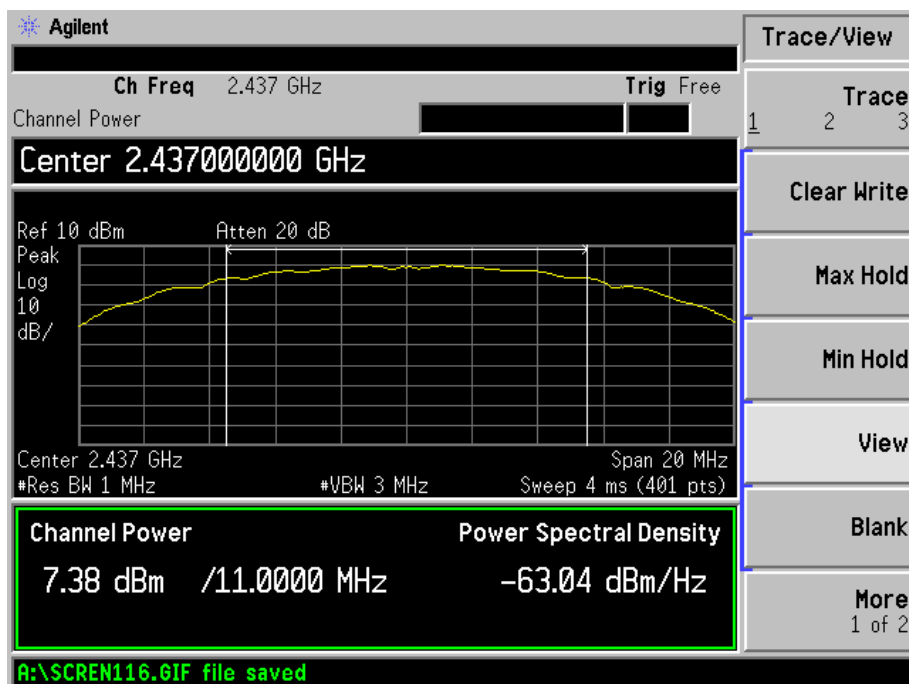 Agilent
Trace/View
Ch Freq 2.437 GHz Trig Free
Channel Power
Trace
1 2 3
Center 2.437000000 GHz
Clear Write
Ref 10 dBm Atten 20 dB
Peak
Log
10
dB/
Max Hold
Min Hold
View
Center 2.437 GHz Span 20 MHz
#Res BW 1 MHz #VBW 3 MHz Sweep 4 ms (401 pts)
Channel Power Power Spectral Density
7.38 dBm /11.0000 MHz -63.04 dBm/Hz
Blank
More
1 of 2
A:\SCREN116.GIF file saved